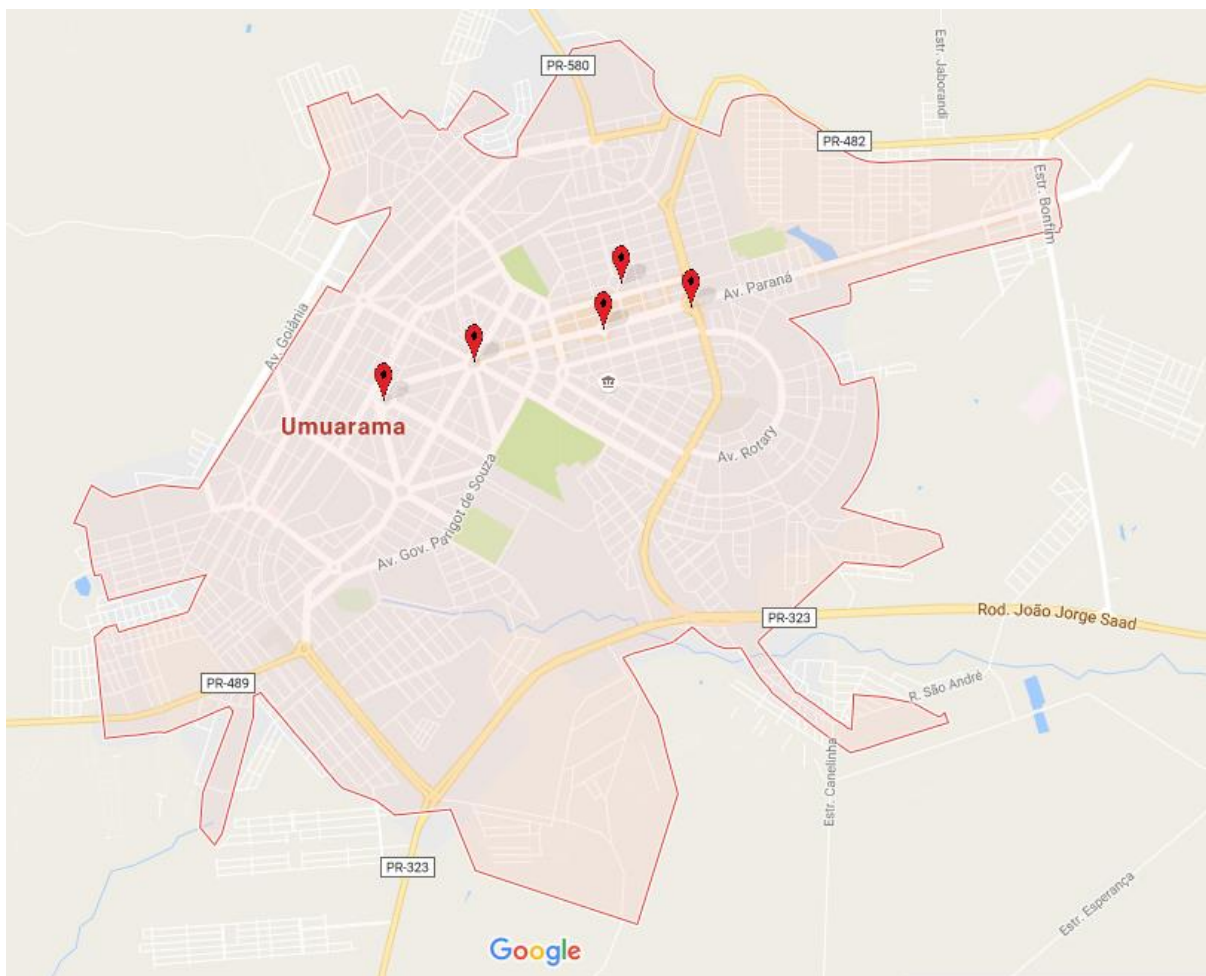 PR-580
Estr. Jaborandi
PR-482
Estr. Bonfim
Av. Paraná
Av. Goiânia
Umuarama
Av. Rotary
Av. Gov. Parigot de Souza
PR-323
Rod. João Jorge Saad
PR-489
R. São André
Estr. Canelinha
PR-323
Estr. Esperança
Google